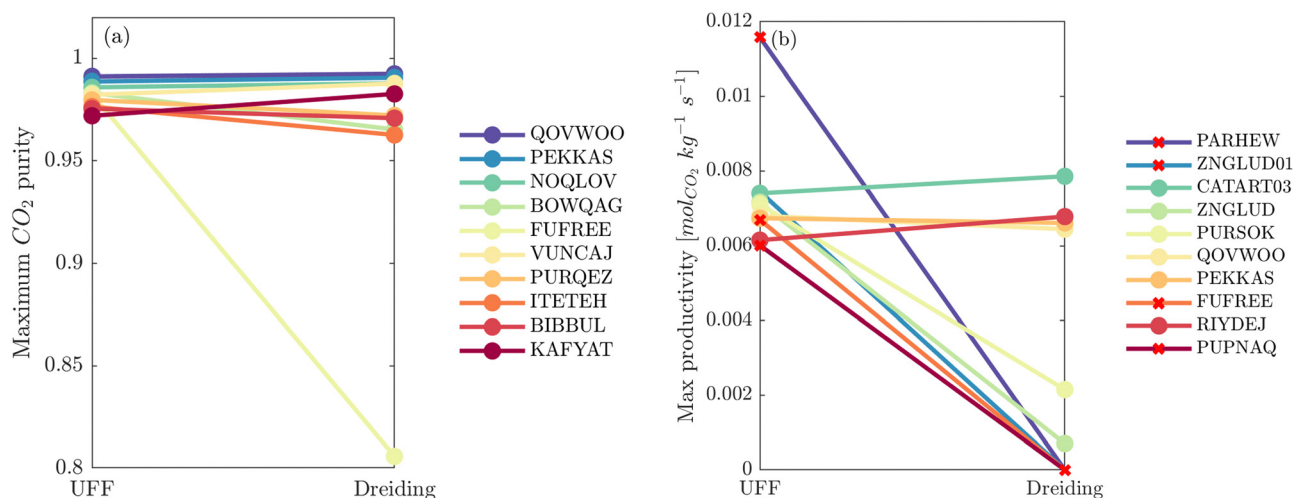 (a)
Maximum CO2 purity
1
0.95
0.9
0.85
0.8
UFF
Dreiding
QOVWOO
PEKKAS
NOQLOV
BOWQAG
FUFREE
VUNCAJ
PURQEZ
ITETEH
BIBBUL
KAFYAT
(b)
Max productivity [mol_{CO_2} kg^{-1} s^{-1}]
0.012
0.01
0.008
0.006
0.004
0.002
0
UFF
Dreiding
PARHEW
ZNGLUD01
CATART03
ZNGLUD
PURSOK
QOVWOO
PEKKAS
FUFREE
RIYDEJ
PUPNAQ